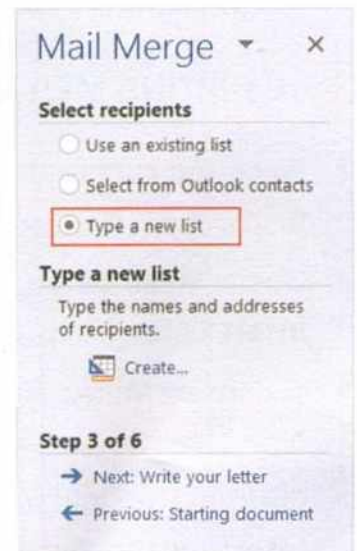 Mail Merge
Select recipients
Use an existing list
Select from Outlook contacts
Type a new list
Type a new list
Type the names and addresses
of recipients.
Create...
Step 3 of 6
Next: Write your letter
Previous: Starting document